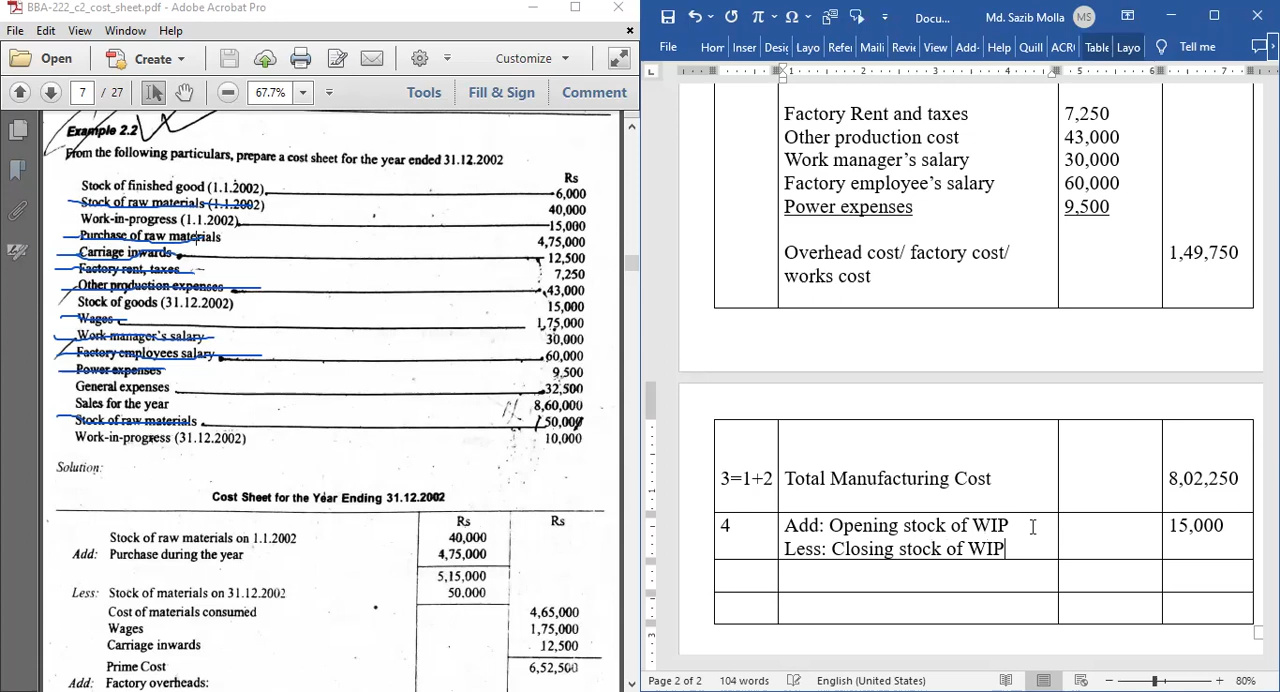 BBA-222_c2_cost_sheet.pdf - Adobe Acrobat Pro
File Edit View Window Help
Open Create Customize
7 / 27 67.7% Tools Fill & Sign Comment
Example 2.2
From the following particulars, prepare a cost sheet for the year ended 31.12.2002
Rs
Stock of finished good (1.1.2002) 6,000
Stock of raw materials (1.1.2002) 40,000
Work-in-progress (1.1.2002) 15,000
Purchase of raw materials 4,75,000
Carriage inwards 12,500
Factory rent, taxes 7,250
Other production expenses 43,000
Stock of goods (31.12.2002) 15,000
Wages 1,75,000
Work manager's salary 30,000
Factory employees salary 60,000
Power expenses 9,500
General expenses 32,500
Sales for the year 8,60,000
Stock of raw materials 50,000
Work-in-progress (31.12.2002) 10,000
Solution:
Cost Sheet for the Year Ending 31.12.2002
Rs Rs
Stock of raw materials on 1.1.2002 40,000
Add: Purchase during the year 4,75,000
5,15,000
Less: Stock of materials on 31.12.2002 50.000
Cost of materials consumed 4,65,000
Wages 1,75,000
Carriage inwards 12,500
Prime Cost 6,52,500
Add: Factory overheads:
Docu... Md. Sazib Molla MS
File Hom Inser Desig Layo Refer Maili Revie View Add- Help Quill ACR Table Layo Tell me
1 2 3 4 5 6 7
Factory Rent and taxes 7,250
Other production cost 43,000
Work manager’s salary 30,000
Factory employee’s salary 60,000
Power expenses 9,500
Overhead cost/ factory cost/ 1,49,750
works cost
3=1+2 Total Manufacturing Cost 8,02,250
4 Add: Opening stock of WIP 15,000
Less: Closing stock of WIP
Page 2 of 2 104 words English (United States) 80%